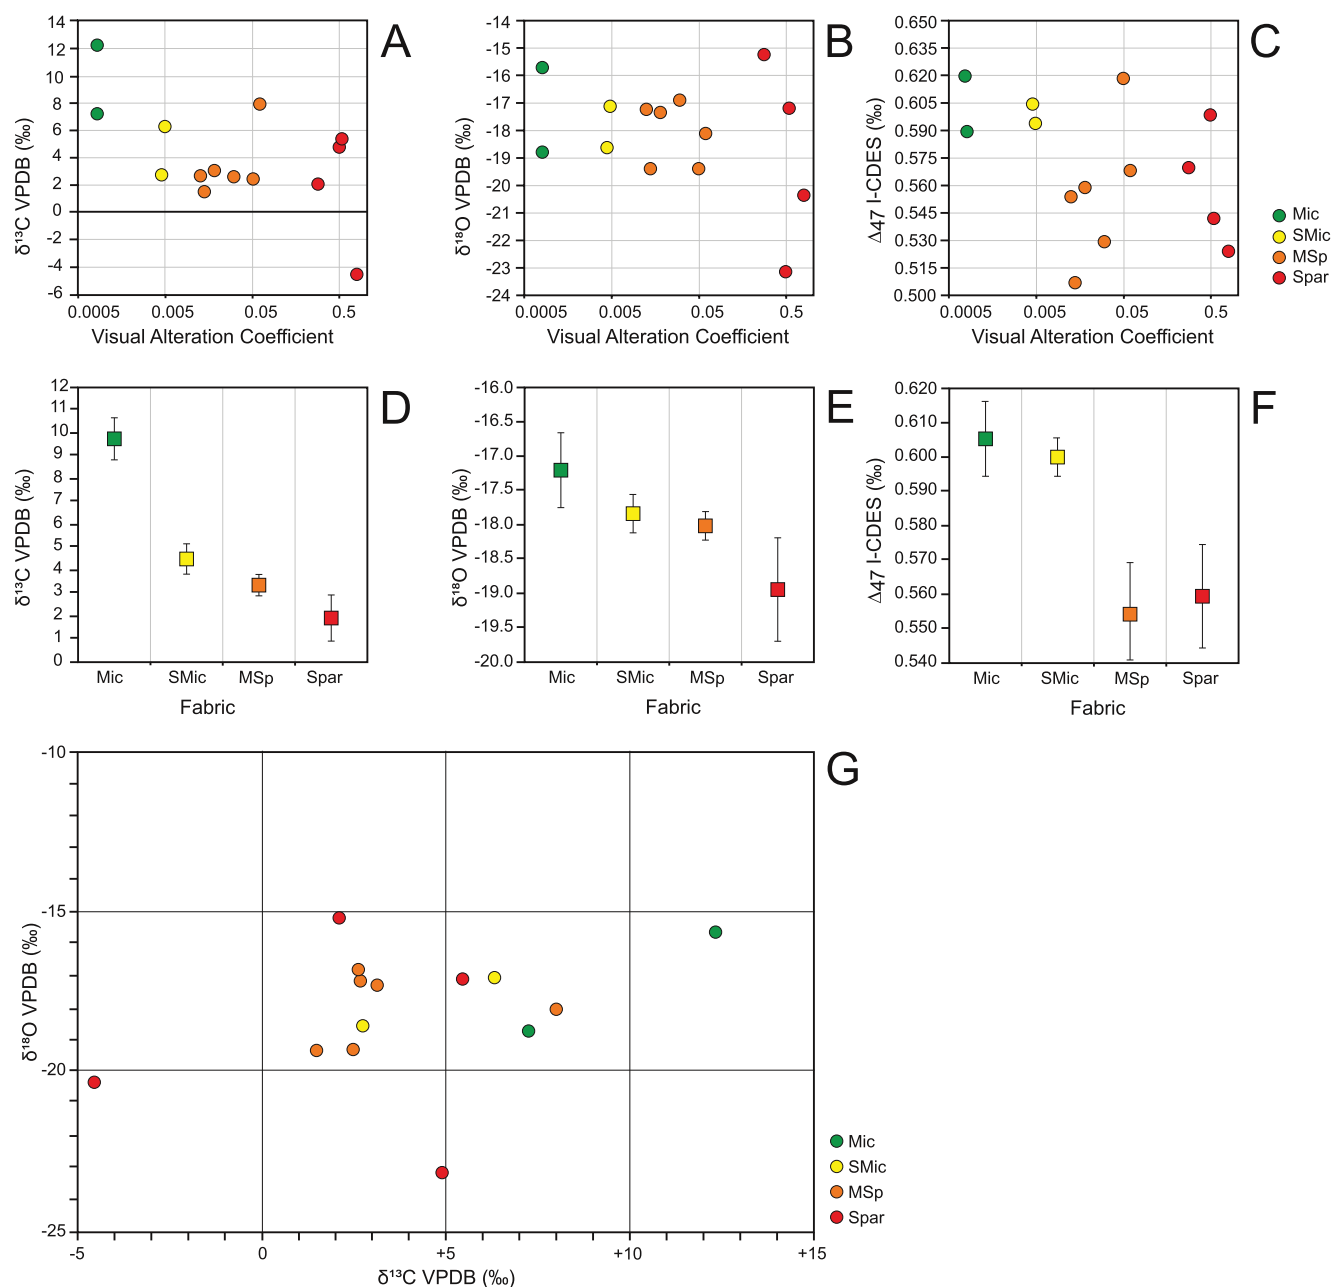 A
14
12
10
8
6
4
2
0
-2
-4
-6
δ¹³C VPDB (‰)
0.0005 0.005 0.05 0.5
Visual Alteration Coefficient
B
-14
-15
-16
-17
-18
-19
-20
-21
-22
-23
-24
δ¹⁸O VPDB (‰)
0.0005 0.005 0.05 0.5
Visual Alteration Coefficient
C
0.650
0.635
0.620
0.605
0.590
0.575
0.560
0.545
0.530
0.515
0.500
Δ47 I-CDES (‰)
0.0005 0.005 0.05 0.5
Visual Alteration Coefficient
Mic
SMic
MSp
Spar
D
12
11
10
9
8
7
6
5
4
3
2
1
0
δ¹³C VPDB (‰)
Mic SMic MSp Spar
Fabric
E
-16.0
-16.5
-17.0
-17.5
-18.0
-18.5
-19.0
-19.5
-20.0
δ¹⁸O VPDB (‰)
Mic SMic MSp Spar
Fabric
F
0.620
0.610
0.600
0.590
0.580
0.570
0.560
0.550
0.540
Δ47 I-CDES (‰)
Mic SMic MSp Spar
Fabric
G
-10
-15
-20
-25
δ¹⁸O VPDB (‰)
-5 0 +5 +10 +15
δ¹³C VPDB (‰)
Mic
SMic
MSp
Spar